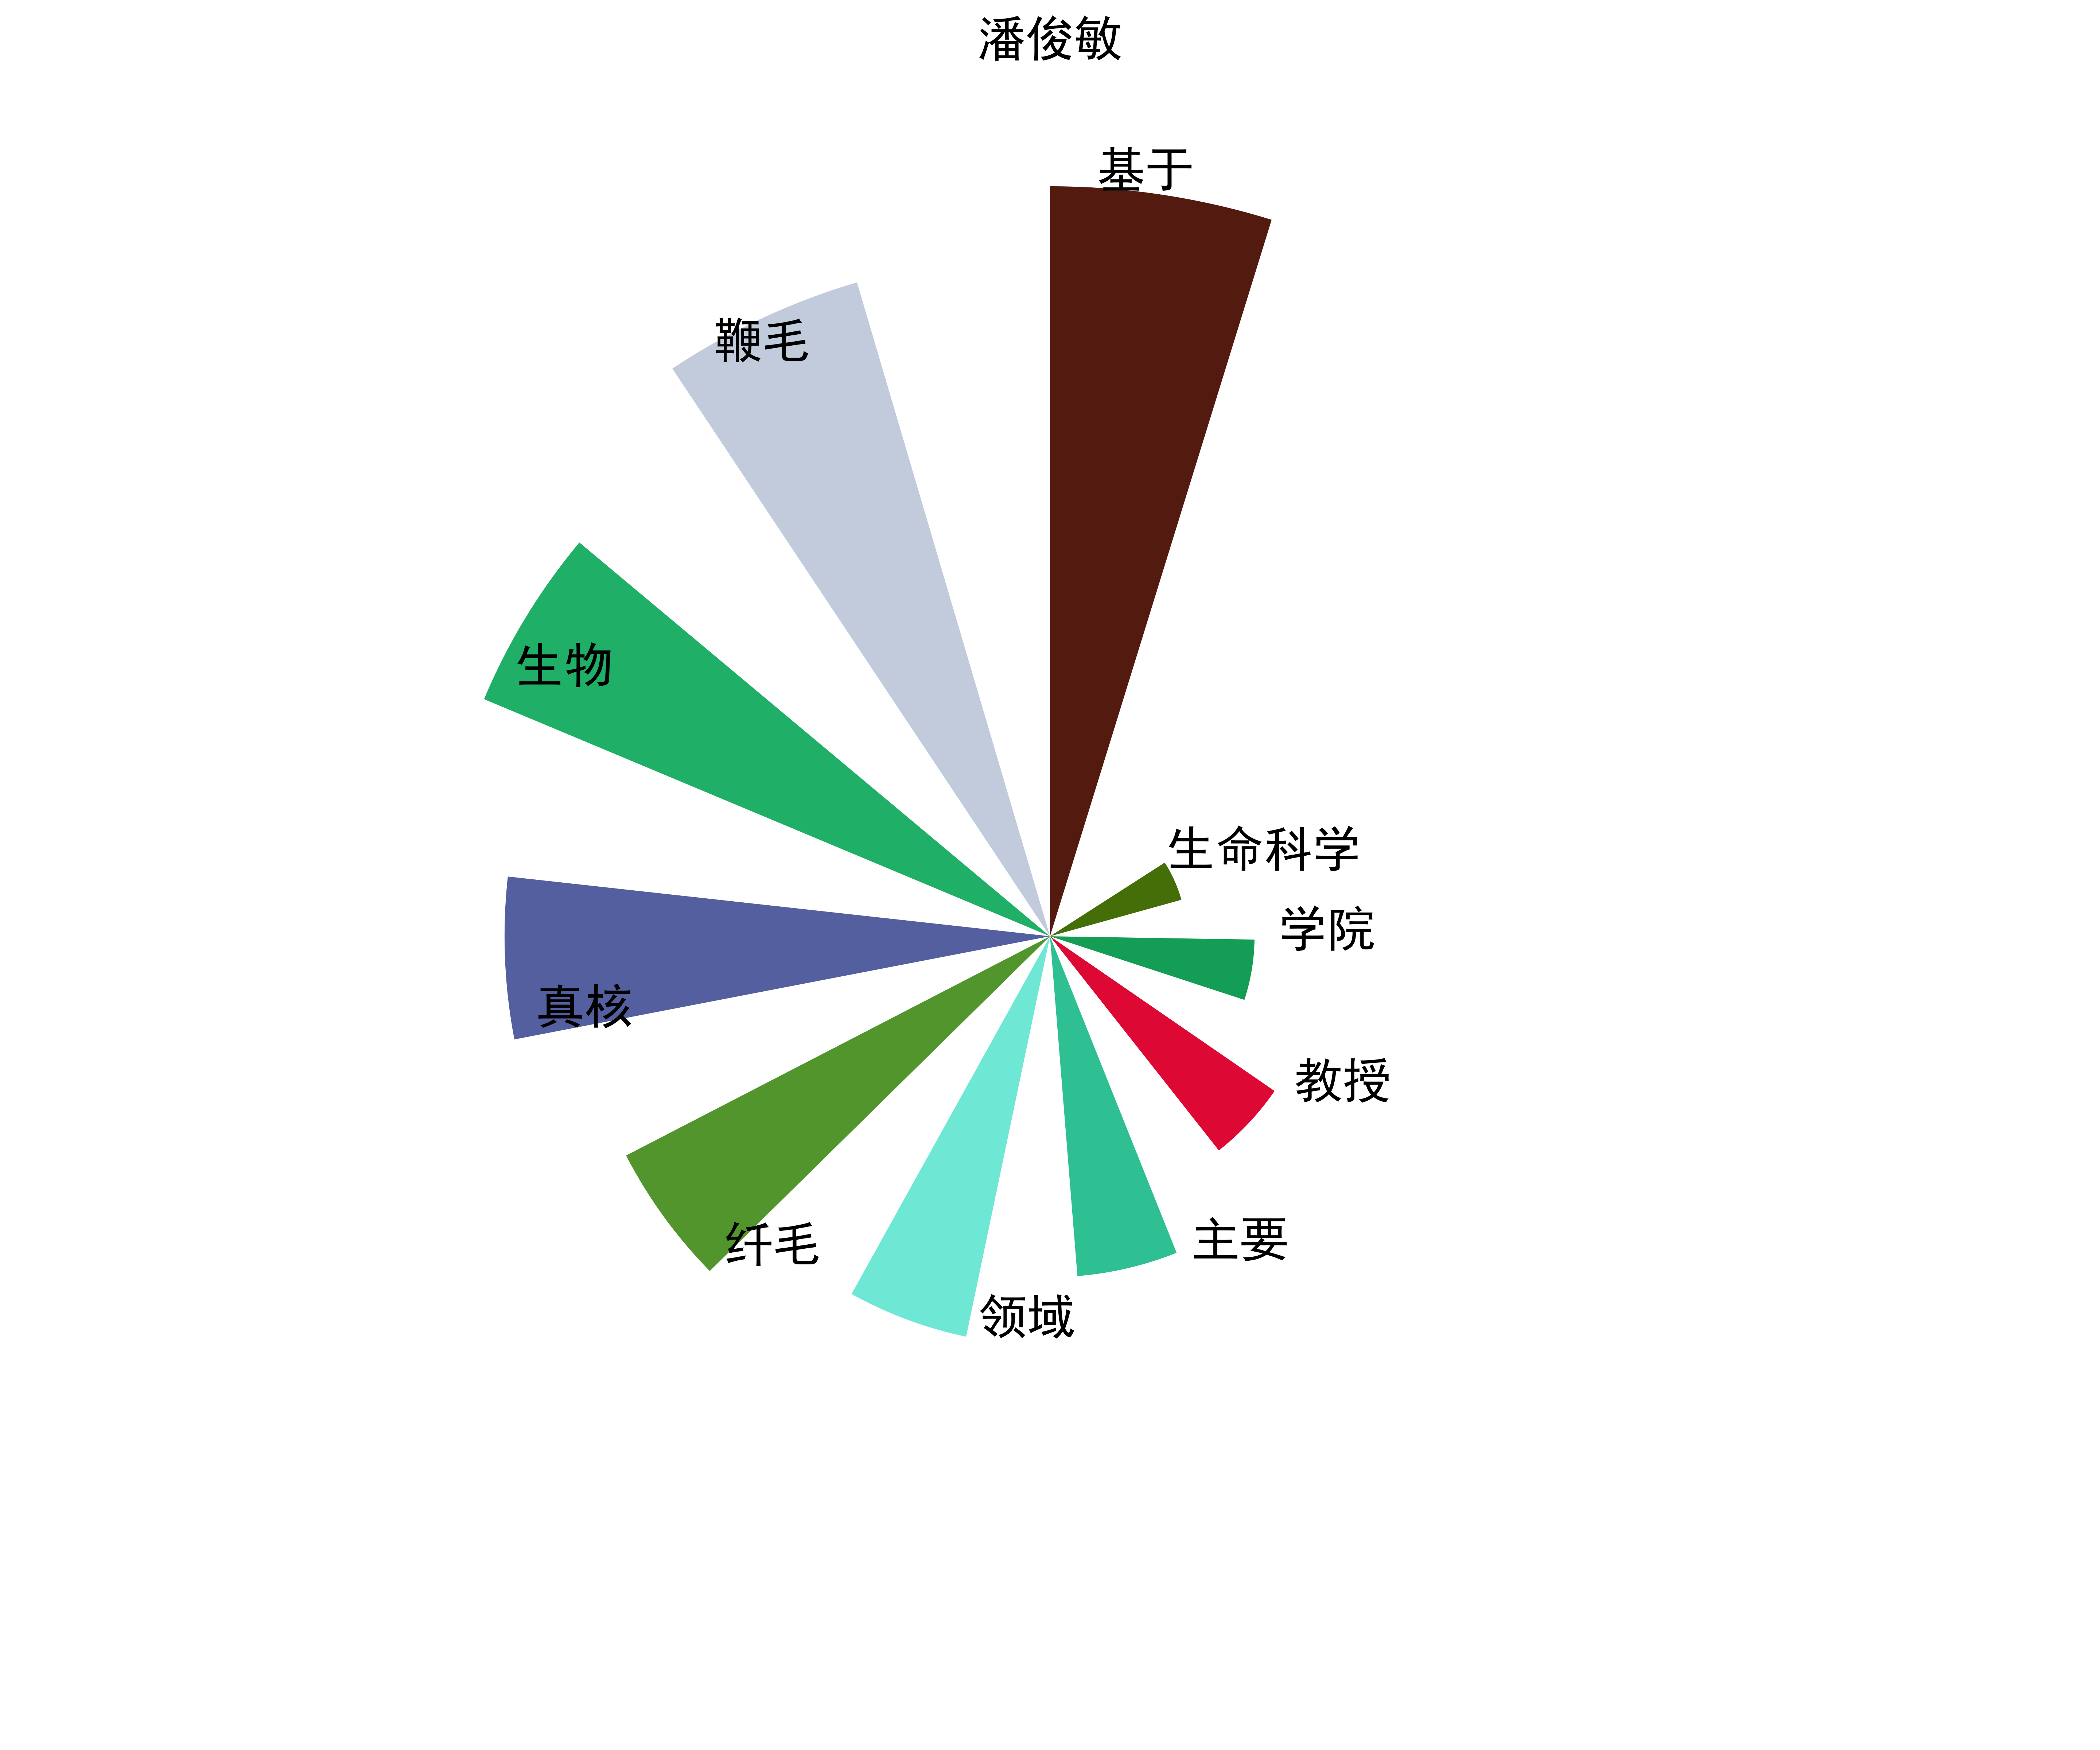 潘俊敏
基于
鞭毛
生物
生命科学
学院
真核
教授
主要
纤毛
领域